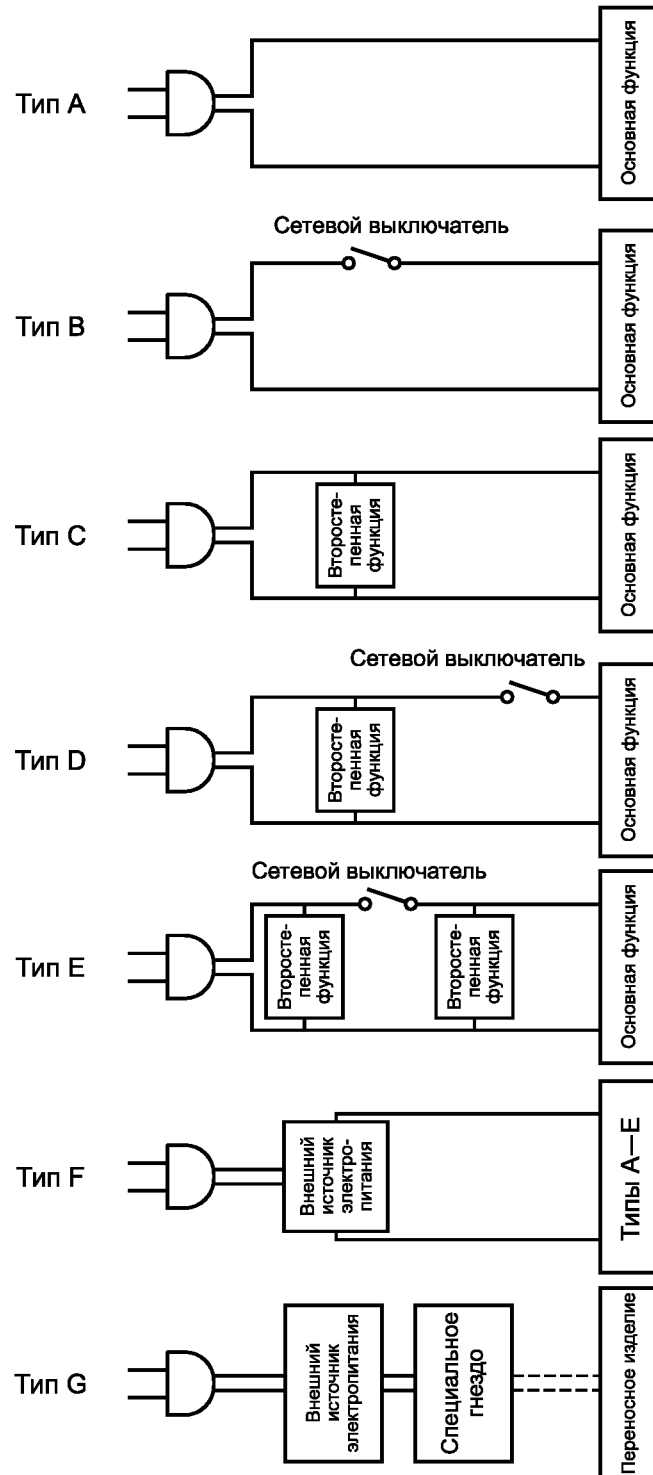 Тип A
Основная функция
Сетевой выключатель
Тип B
Основная функция
Тип C
Второсте-
пенная
функция
Основная функция
Сетевой выключатель
Тип D
Второсте-
пенная
функция
Основная функция
Сетевой выключатель
Тип E
Второсте-
пенная
функция
Второсте-
пенная
функция
Основная функция
Тип F
Внешний
источник
электро-
питания
Типы A—E
Тип G
Внешний
источник
электропитания
Специальное
гнездо
Переносное изделие